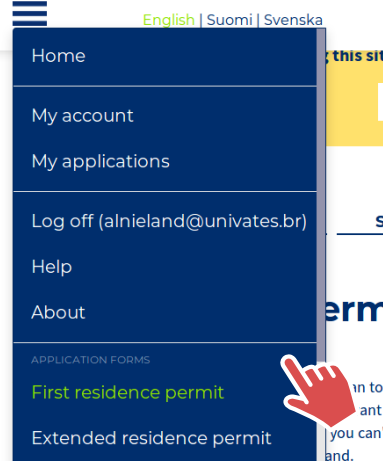 English | Suomi | Svenska
this sit
Home
My account
My applications
Log off (alnieland@univates.br)
Help
About
erm
APPLICATION FORMS
First residence permit
an to
ant
Extended residence permit
you can'
and.